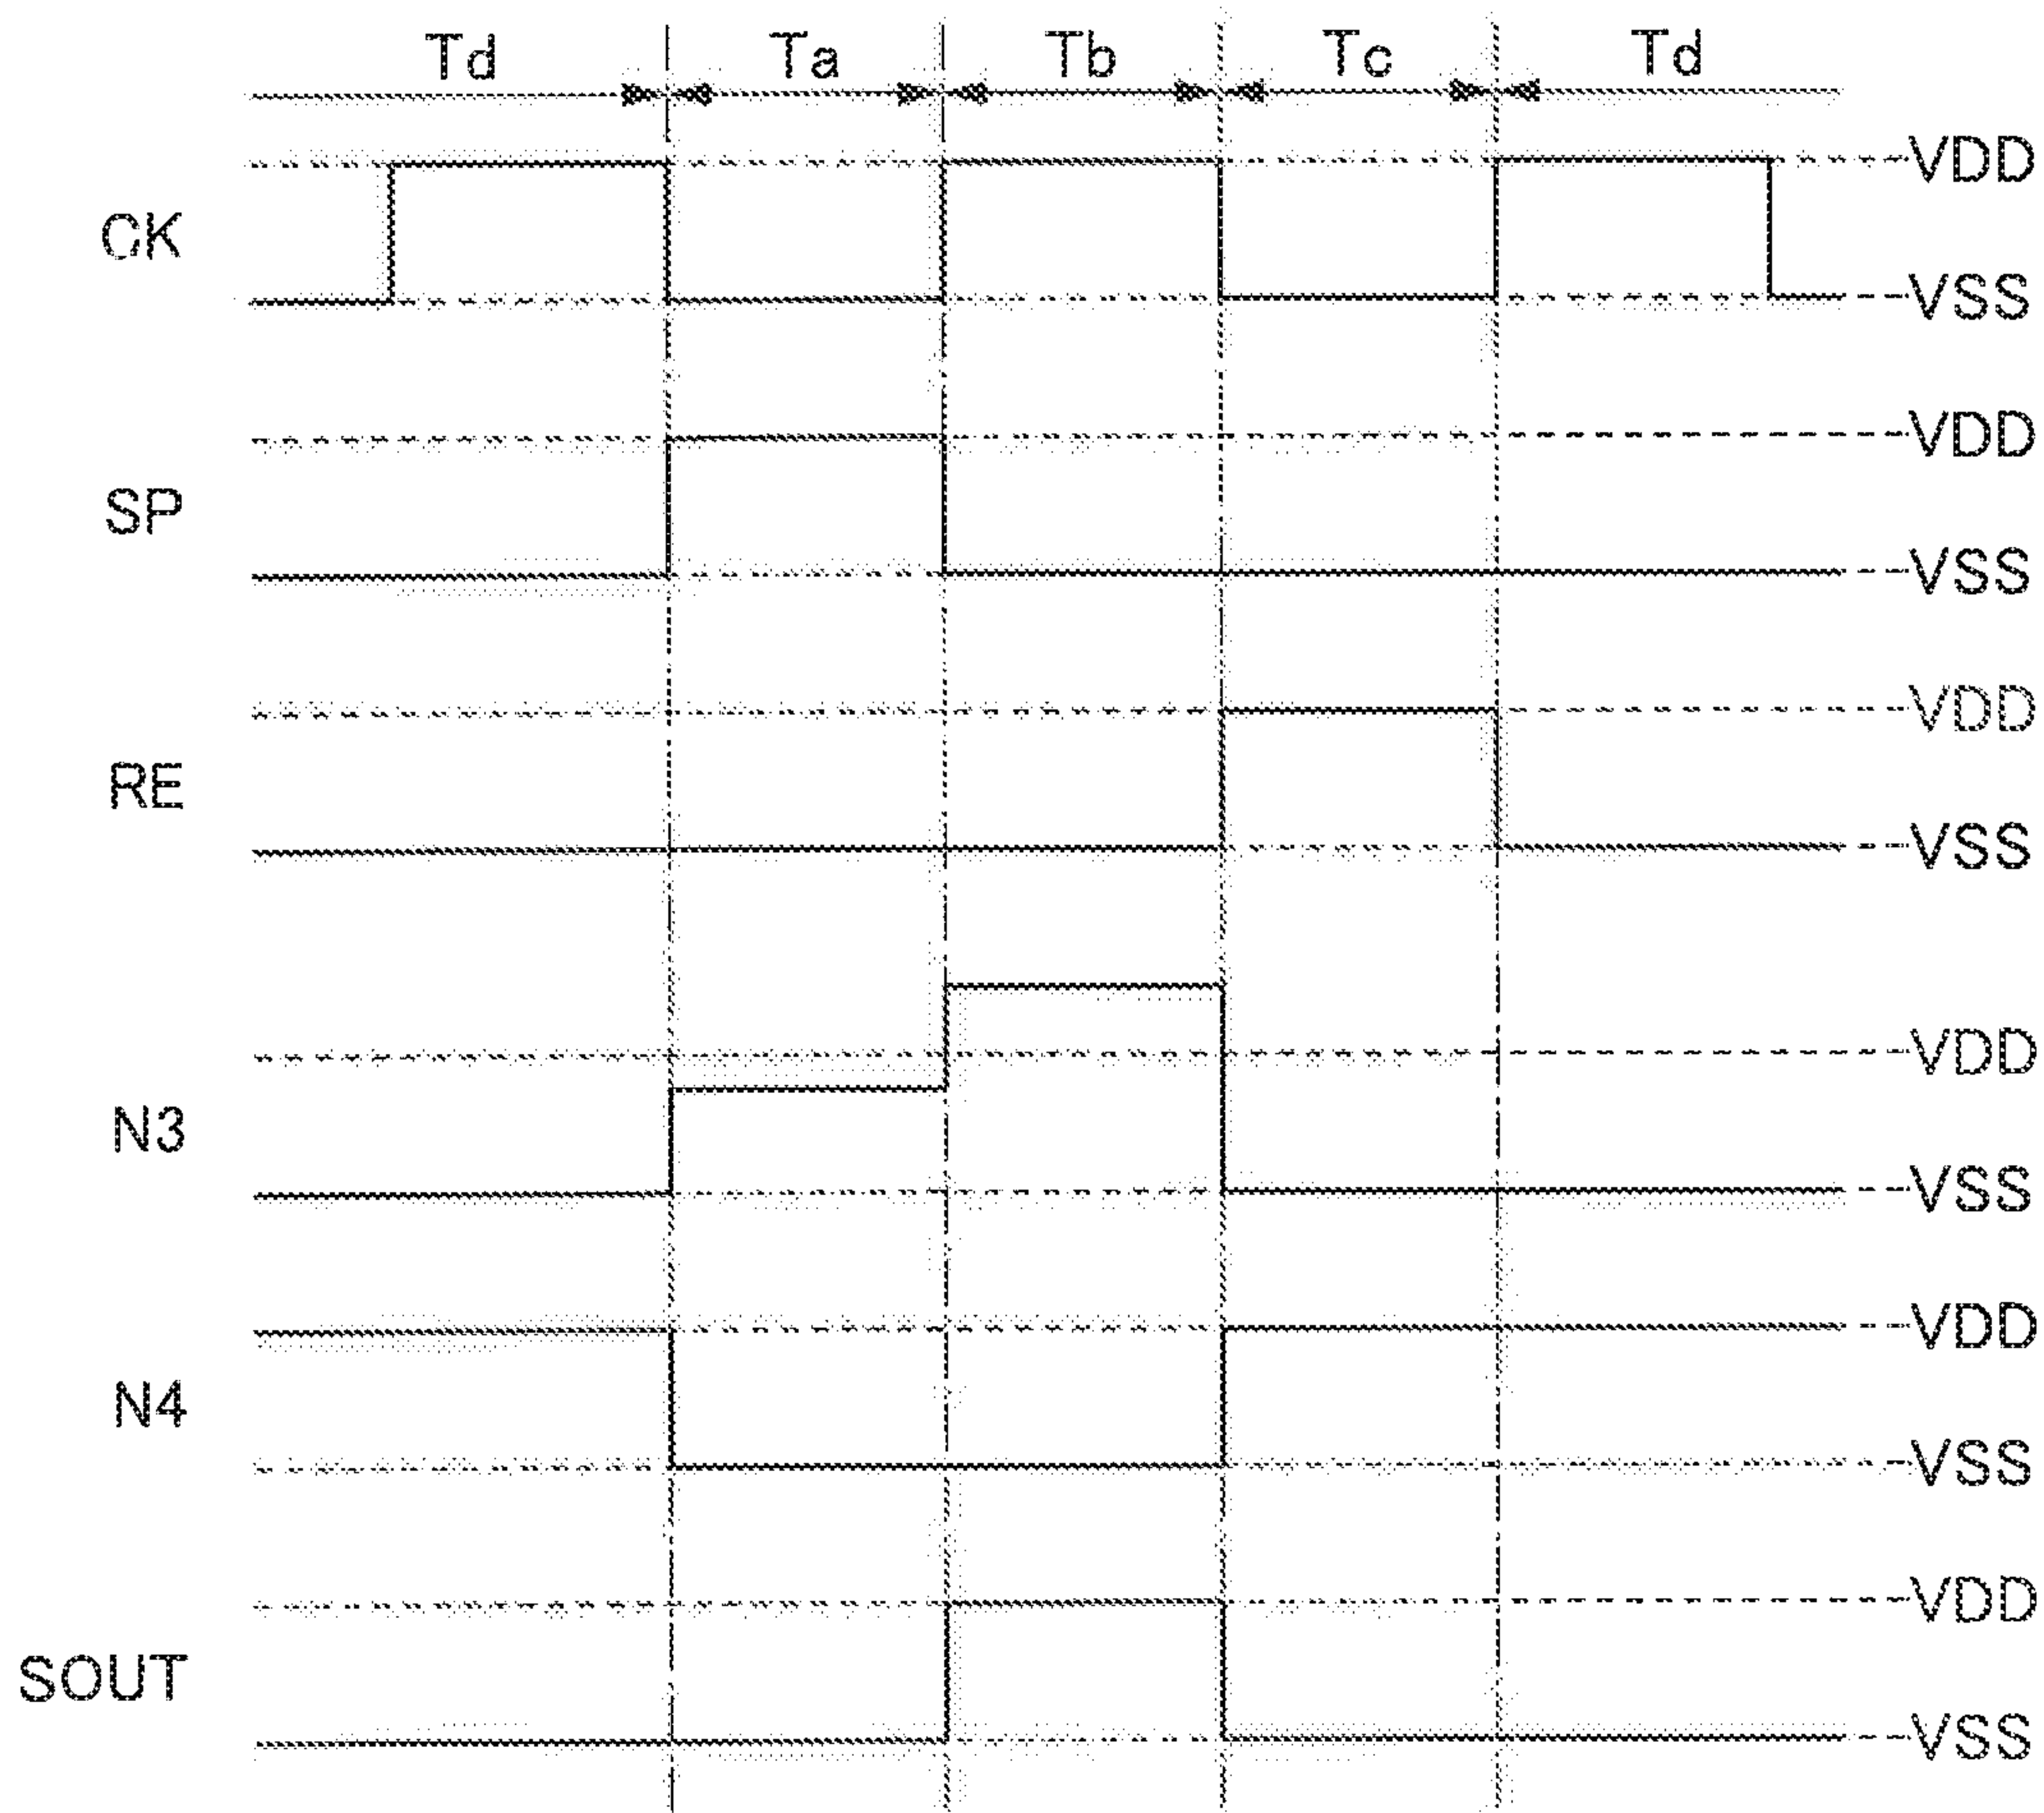 Td Ta Tb Tc Td
VDD
CK
VSS
VDD
SP
VSS
VDD
RE
VSS
VDD
N3
VSS
VDD
N4
VSS
VDD
SOUT
VSS